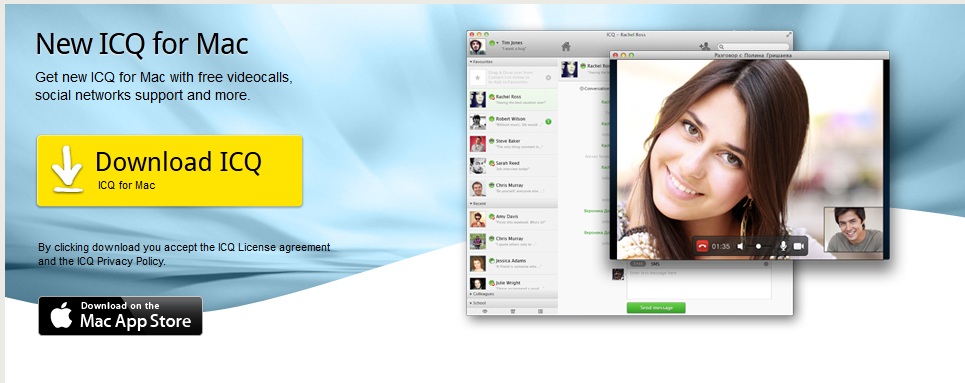 New ICQ for Mac
Get new ICQ for Mac with free videocalls,
social networks support and more.
Download ICQ
ICQ for Mac
By clicking download you accept the ICQ License agreement
and the ICQ Privacy Policy.
Download on the
Mac App Store
ICQ – Rachel Ross
Tim Jones
Favourites
Rachel Ross
Robert Wilson
Steve Baker
Sarah Reed
Chris Murray
Recent
Amy Davis
Chris Murray
Jessica Adams
Julie Wright
Colleagues
School
Rachel Ros
Conversation
Разговор с Полина Гришаева
01:35
SMS
Send message